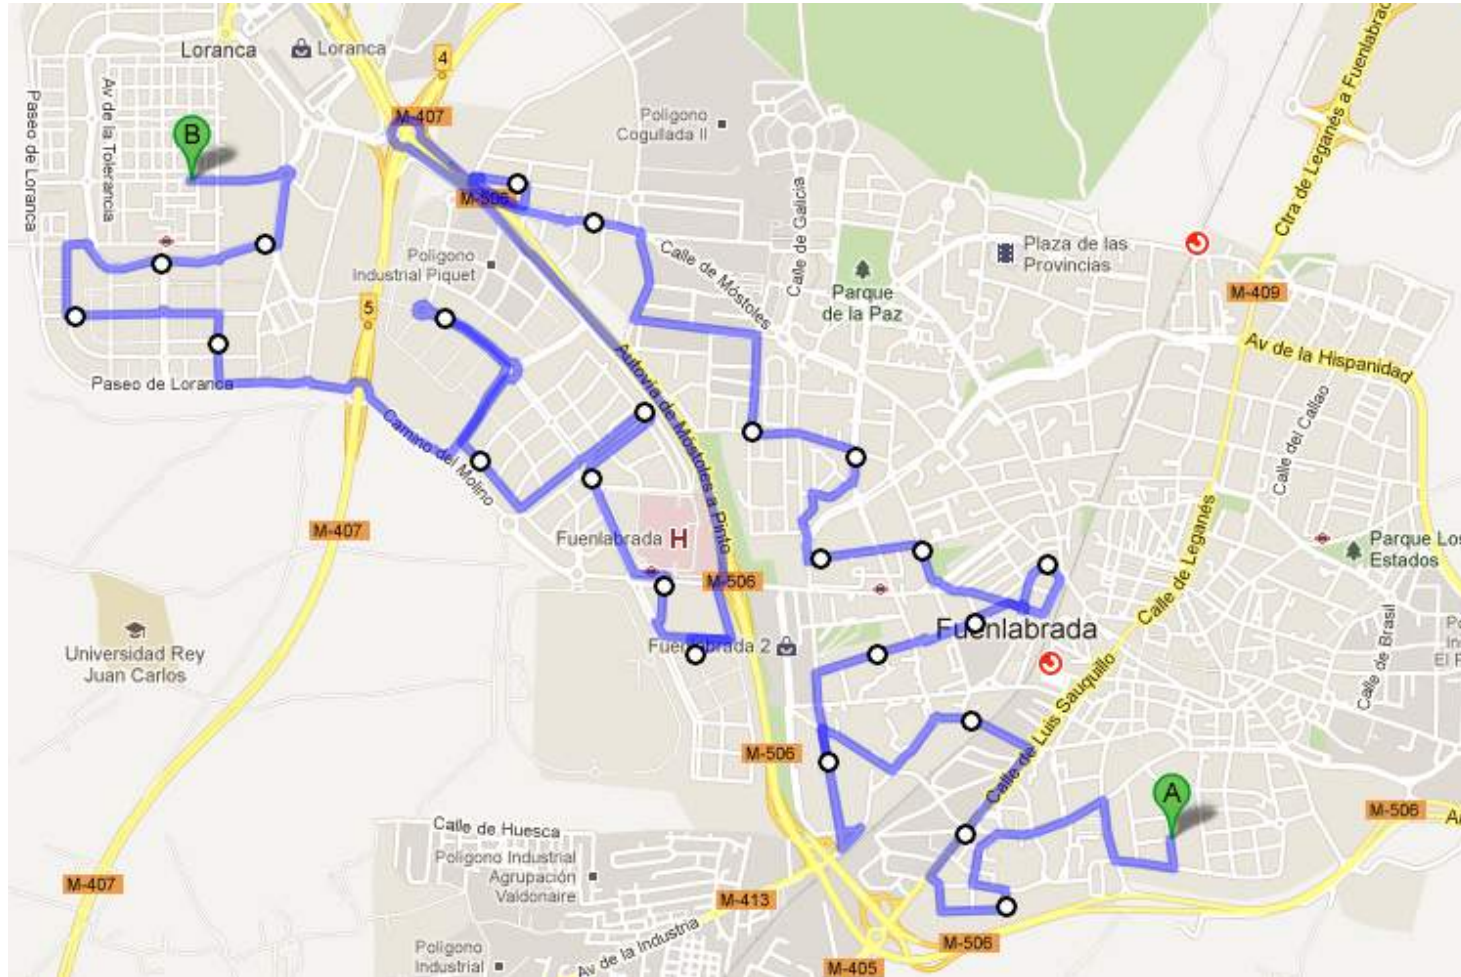 4
Loranca
Loranca
M-407
Paseo de Loranca
Av de la Tolerancia
Polígono
Cogullada II
Ctra de Leganés a Fuenlabrad
B
M-506
Calle de Galicia
Polígono
Industrial Piquet
Calle de Móstoles
Plaza de las
Provincias
Parque
de la Paz
M-409
5
Av de la Hispanidad
Paseo de Loranca
Autovía de Móstoles a Pinto
Calle del Callao
Camino del Molino
M-407
Fuenlabrada
H
Calle de Leganés
Parque Los
Estados
M-506
Fuenlabrada
Fuenlabrada 2
Universidad Rey
Juan Carlos
Calle de Brasil
Calle de Luis Sauquillo
M-506
A
M-506
Calle de Huesca
Polígono Industrial
Agrupación
Valdonaire
M-407
M-413
Av de la Industria
M-506
Polígono
Industrial
M-405